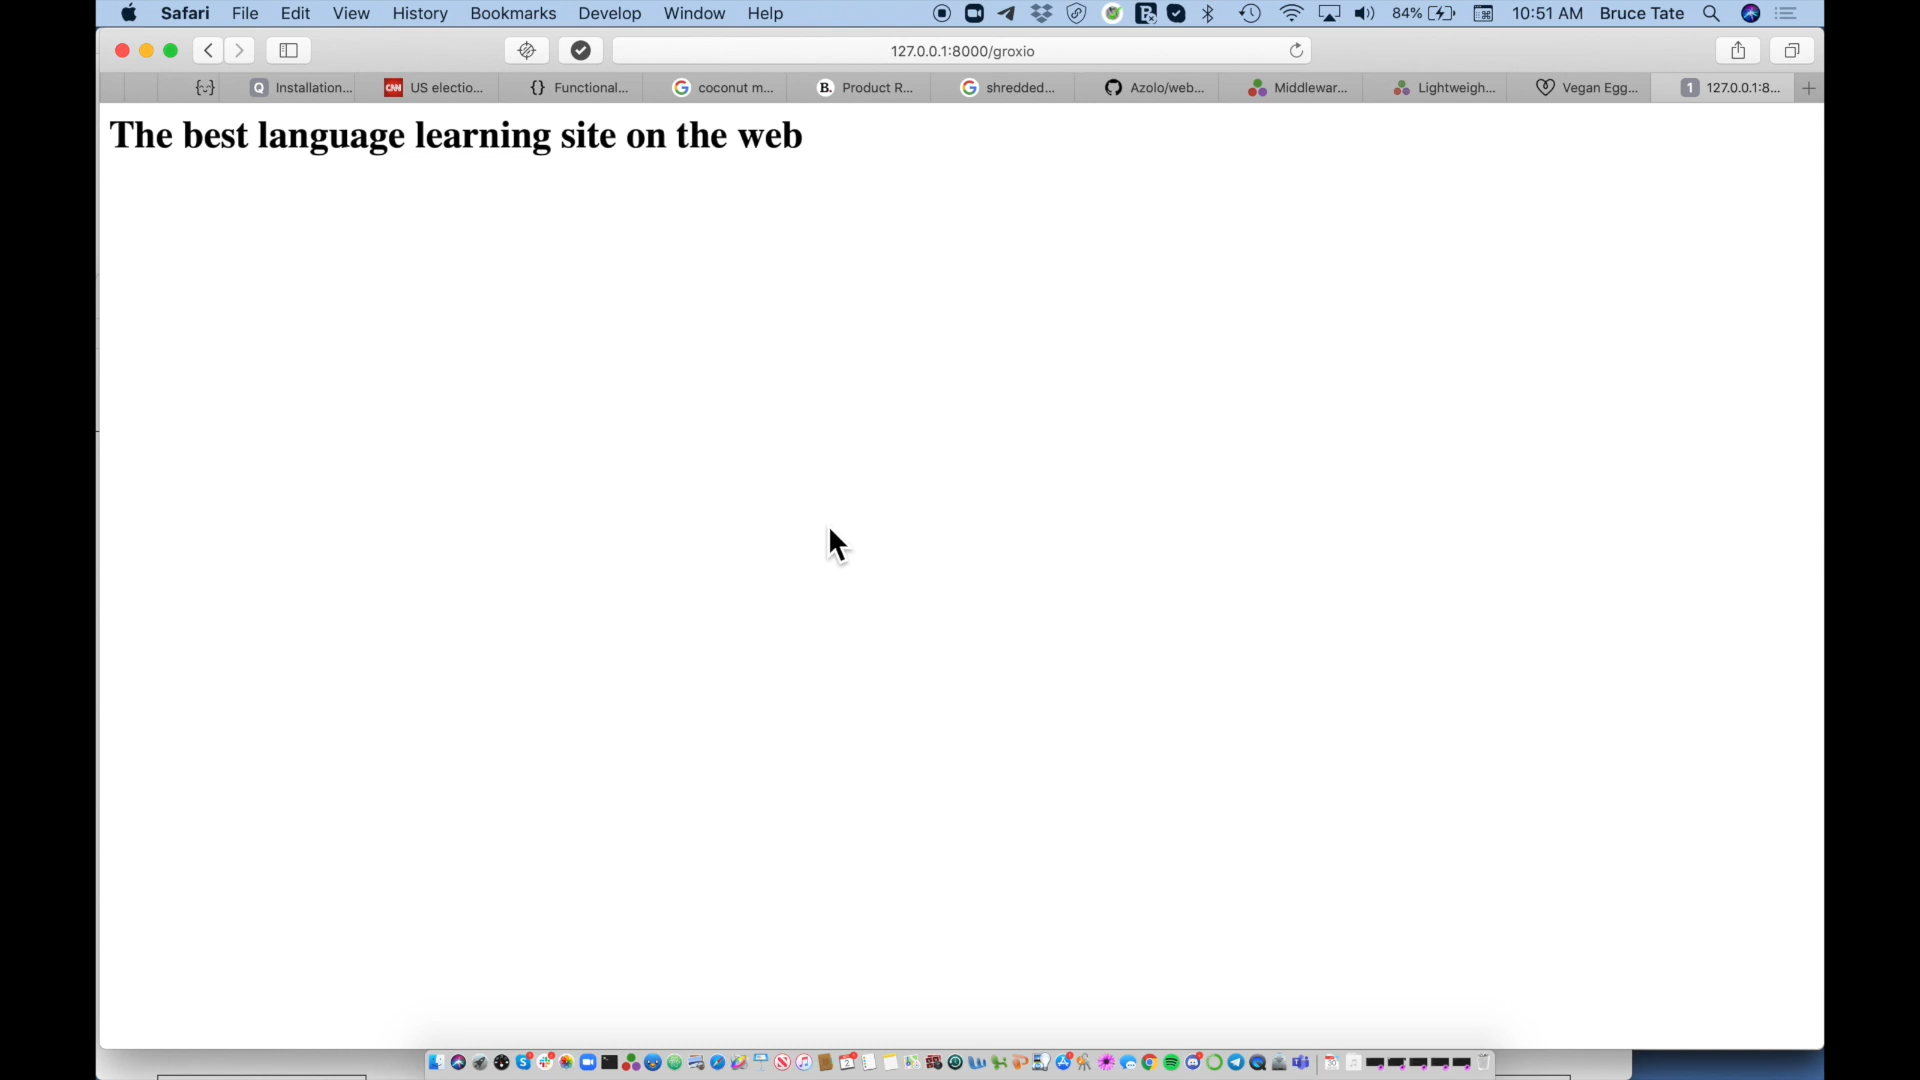 Safari File Edit View History Bookmarks Develop Window Help 84% 10:51 AM Bruce Tate
127.0.0.1:8000/groxio
{-} Q Installation... CNN US electio... {} Functional... G coconut m... B. Product R... G shredded... Azolo/web... Middlewar... Lightweigh... Vegan Egg... 1 127.0.0.1:8...
The best language learning site on the web